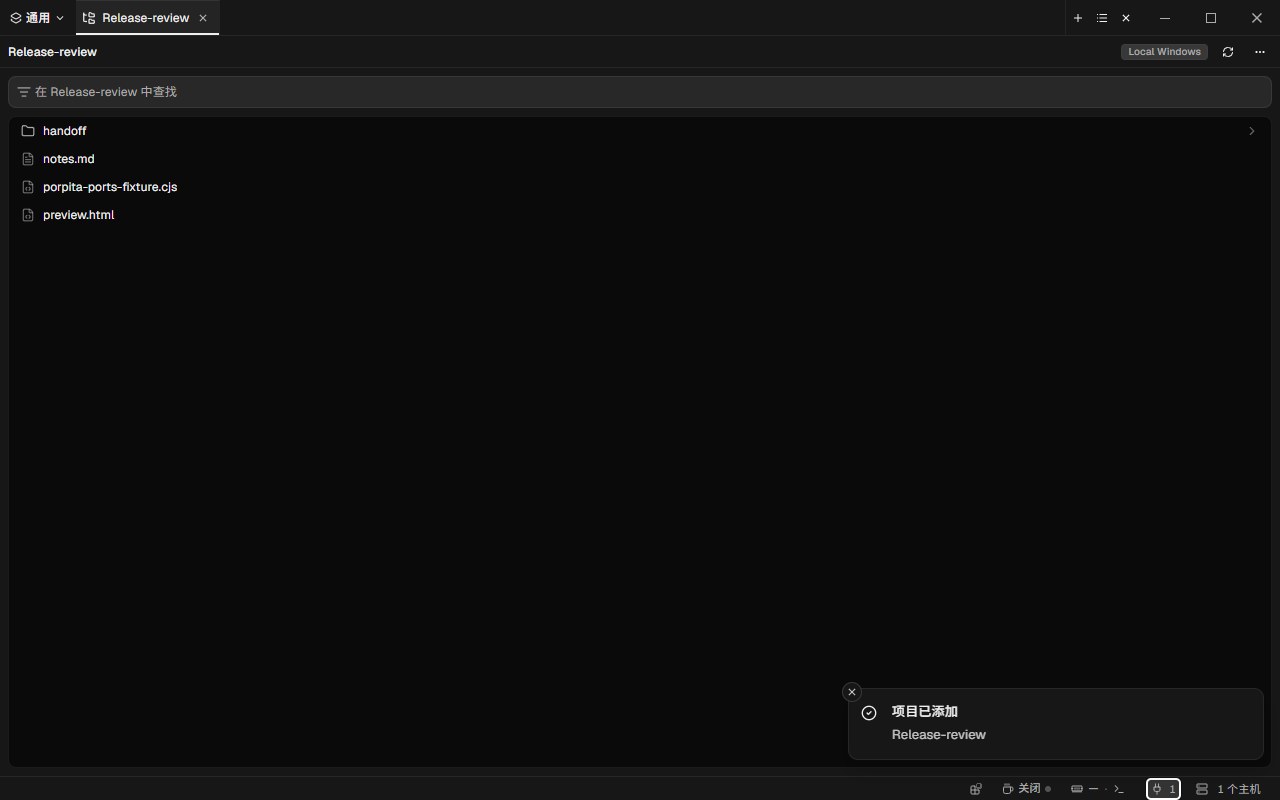 通用
Release-review
Release-review
Local Windows
在 Release-review 中查找
handoff
notes.md
porpita-ports-fixture.cjs
preview.html
项目已添加
Release-review
关闭
1
1 个主机